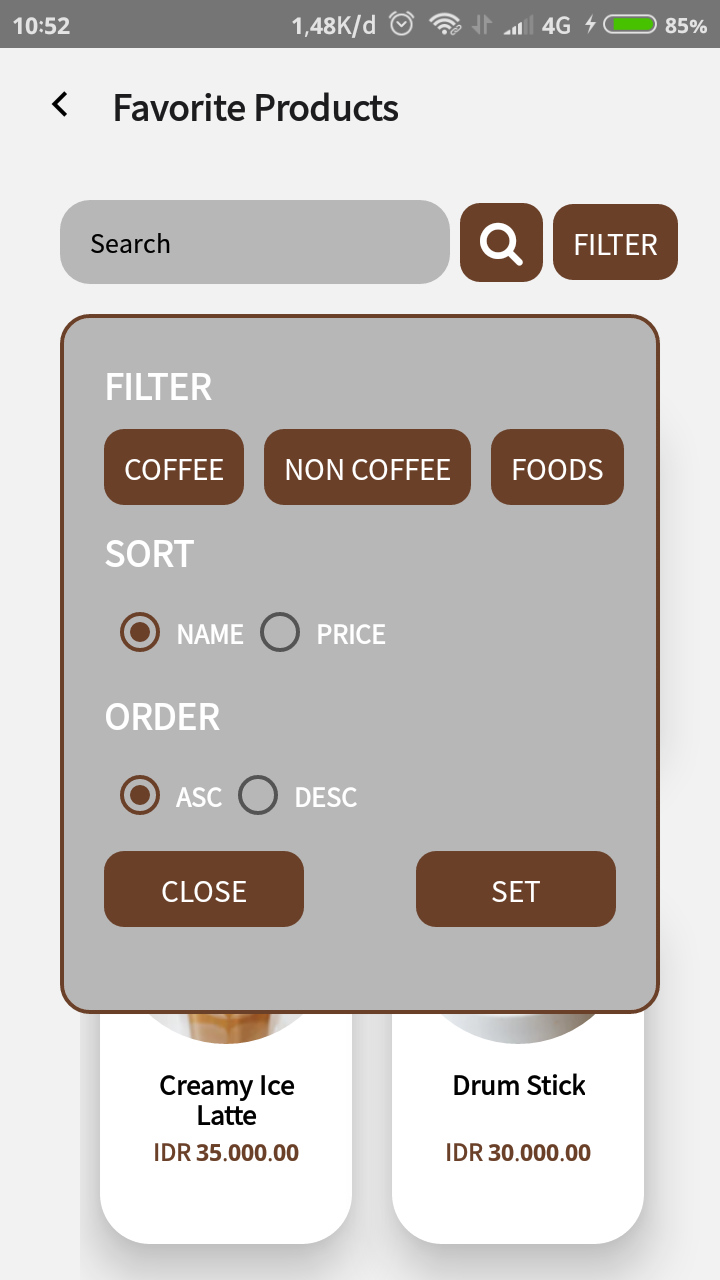 10:52 1,48K/d 4G 85%
Favorite Products
Search FILTER
FILTER
COFFEE NON COFFEE FOODS
SORT
NAME PRICE
ORDER
ASC DESC
CLOSE SET
Creamy Ice Latte
IDR 35.000.00
Drum Stick
IDR 30.000.00